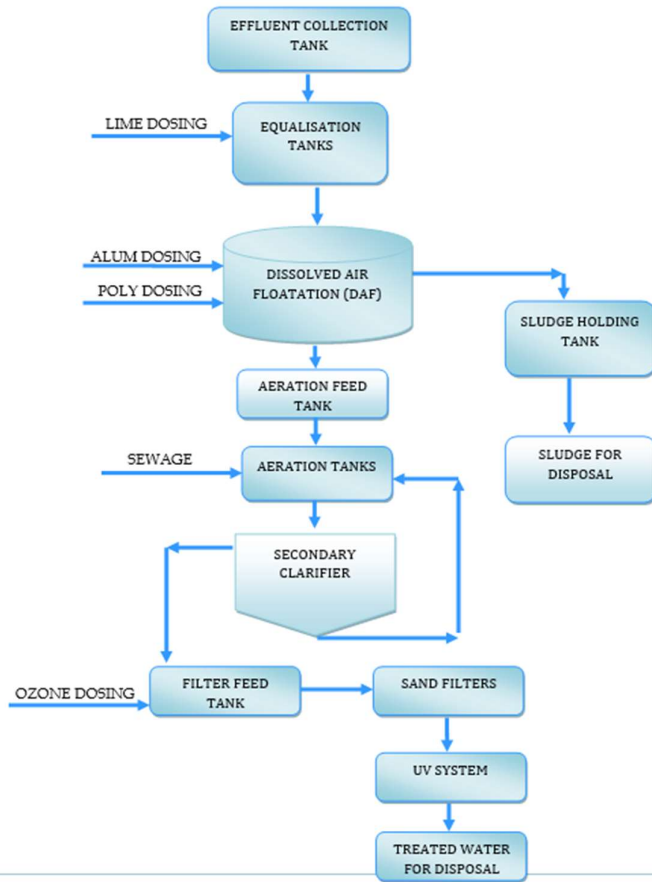 EFFLUENT COLLECTION
TANK
LIME DOSING
EQUALISATION
TANKS
ALUM DOSING
POLY DOSING
DISSOLVED AIR
FLOATATION (DAF)
SLUDGE HOLDING
TANK
AERATION FEED
TANK
SLUDGE FOR
DISPOSAL
SEWAGE
AERATION TANKS
SECONDARY
CLARIFIER
OZONE DOSING
FILTER FEED
TANK
SAND FILTERS
UV SYSTEM
TREATED WATER
FOR DISPOSAL